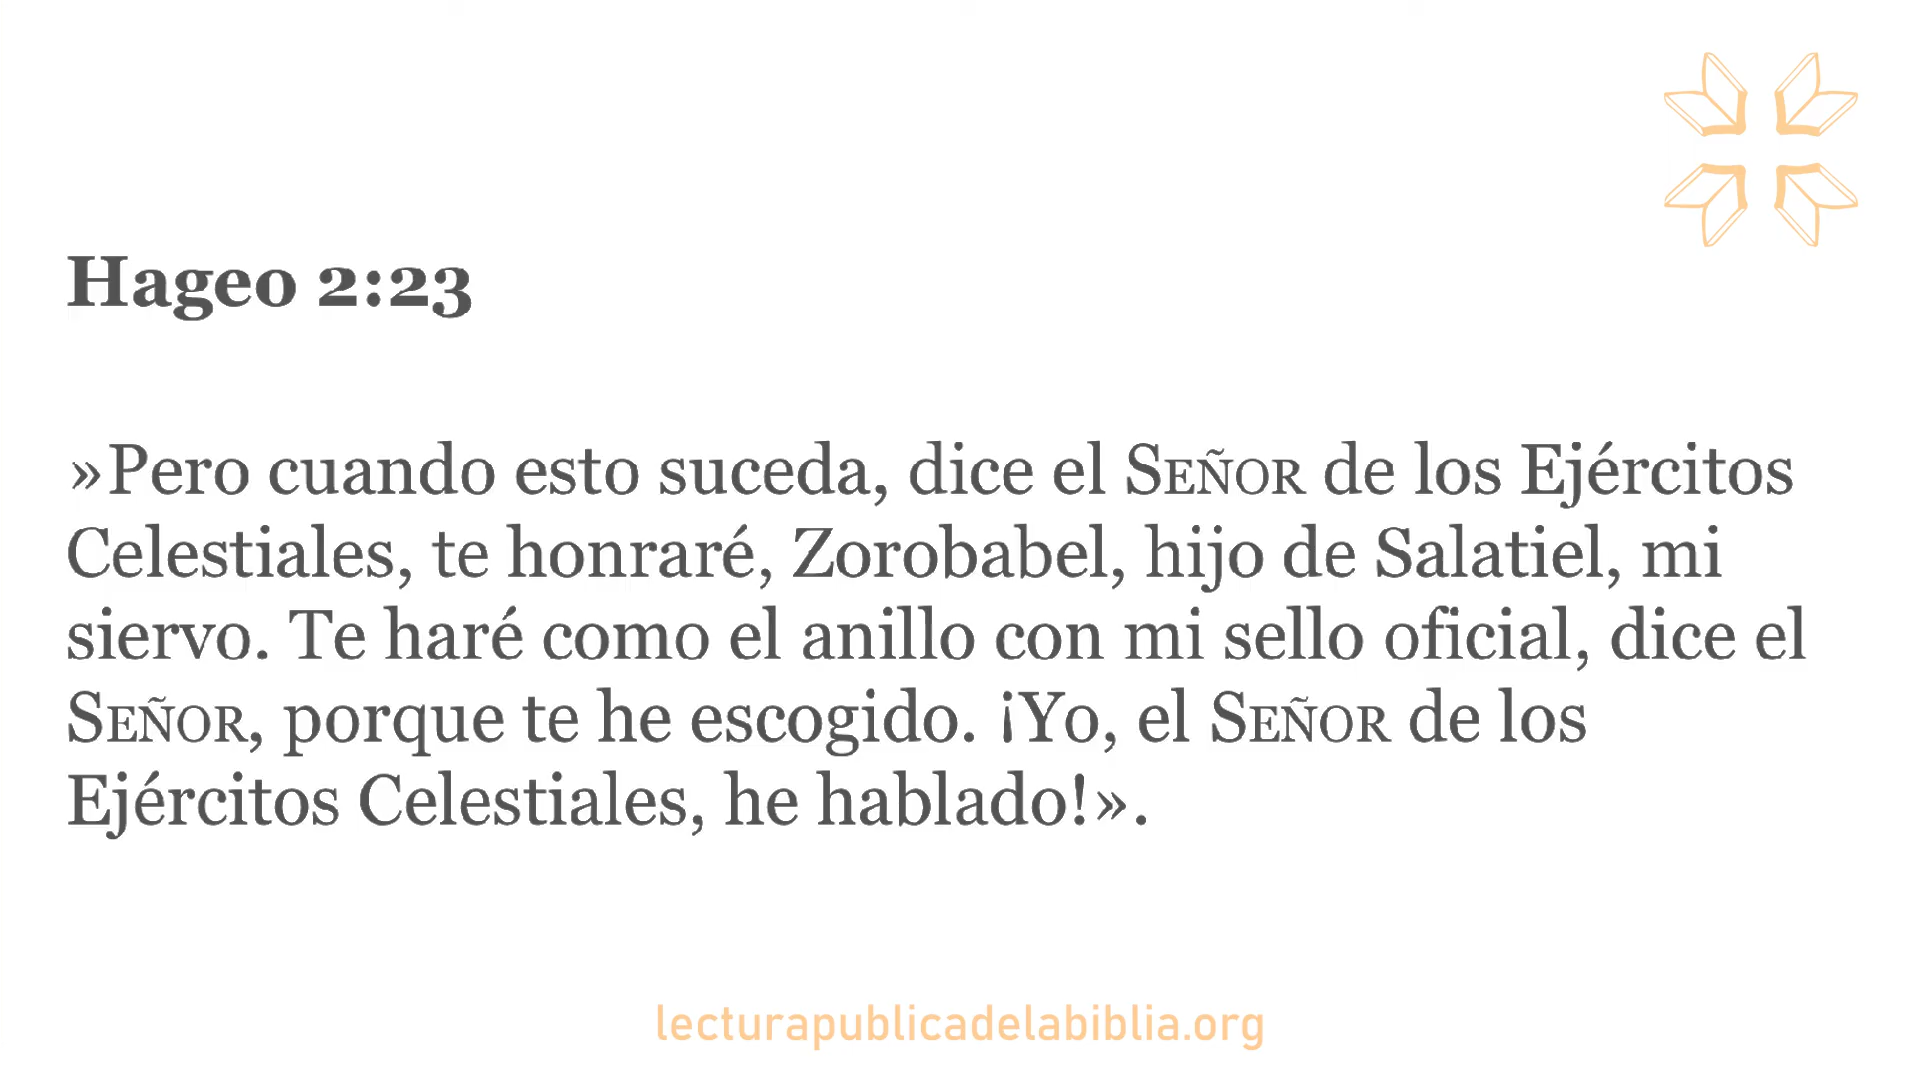 Hageo 2:23
»Pero cuando esto suceda, dice el SEÑOR de los Ejércitos
Celestiales, te honraré, Zorobabel, hijo de Salatiel, mi
siervo. Te haré como el anillo con mi sello oficial, dice el
SEÑOR, porque te he escogido. ¡Yo, el SEÑOR de los
Ejércitos Celestiales, he hablado!».
lecturapublicadelabiblia.org